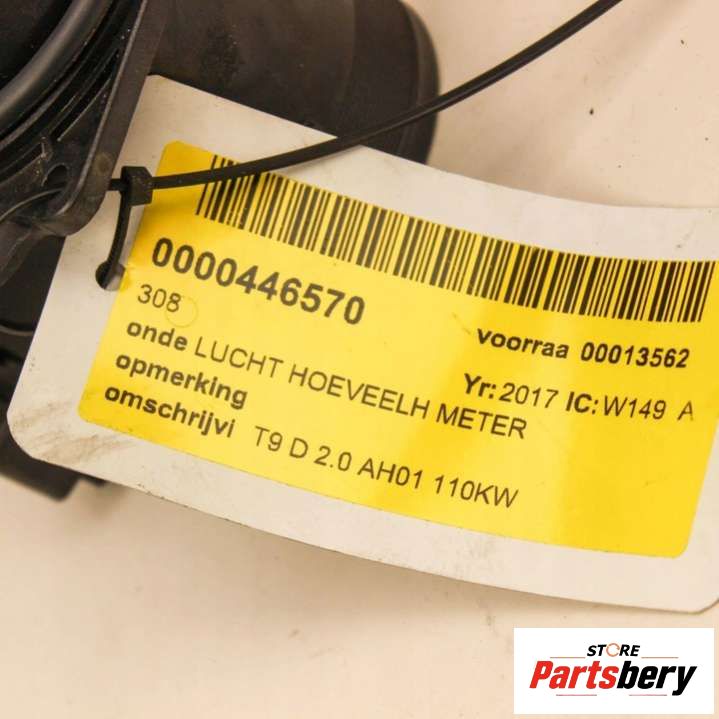 0000446570
308
voorraa 00013562
onde LUCHT HOEVEELH METER
Yr: 2017 IC: W149 A
opmerking
omschrijvi T9 D 2.0 AH01 110KW
STORE
Partsbery